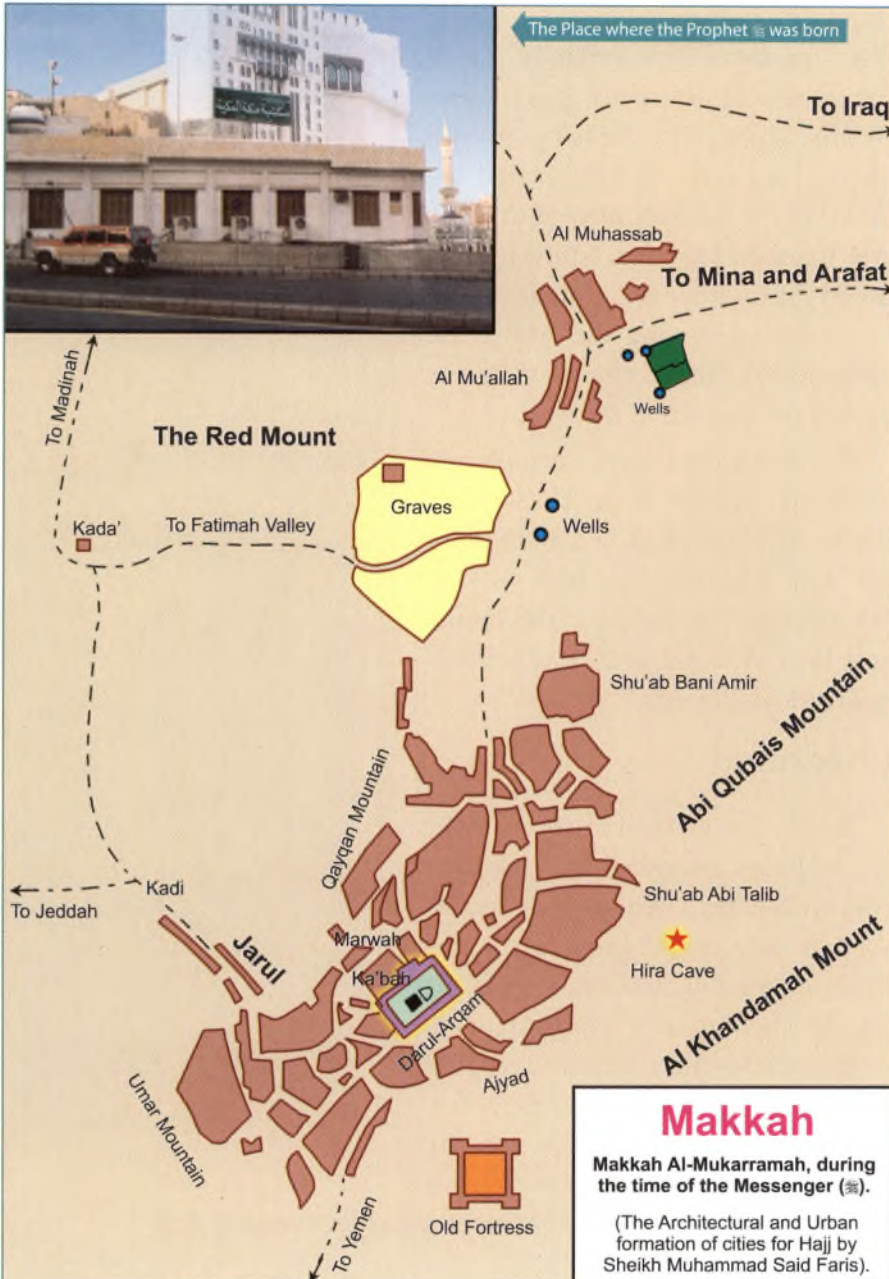 The Place where the Prophet ﷺ was born
مكتبة مكة المكرمة
To Iraq
Al Muhassab
To Mina and Arafat
Al Mu'allah
Wells
To Madinah
The Red Mount
Graves
Kada'
To Fatimah Valley
Wells
Shu'ab Bani Amir
Abi Qubais Mountain
Qayqan Mountain
Kadi
To Jeddah
Shu'ab Abi Talib
Jarul
Marwah
Ka'bah
Hira Cave
Darul-Arqam
Al Khandamah Mount
Ajyad
Umar Mountain
Old Fortress
To Yemen
Makkah
Makkah Al-Mukarramah, during
the time of the Messenger (ﷺ).
(The Architectural and Urban
formation of cities for Hajj by
Sheikh Muhammad Said Faris).